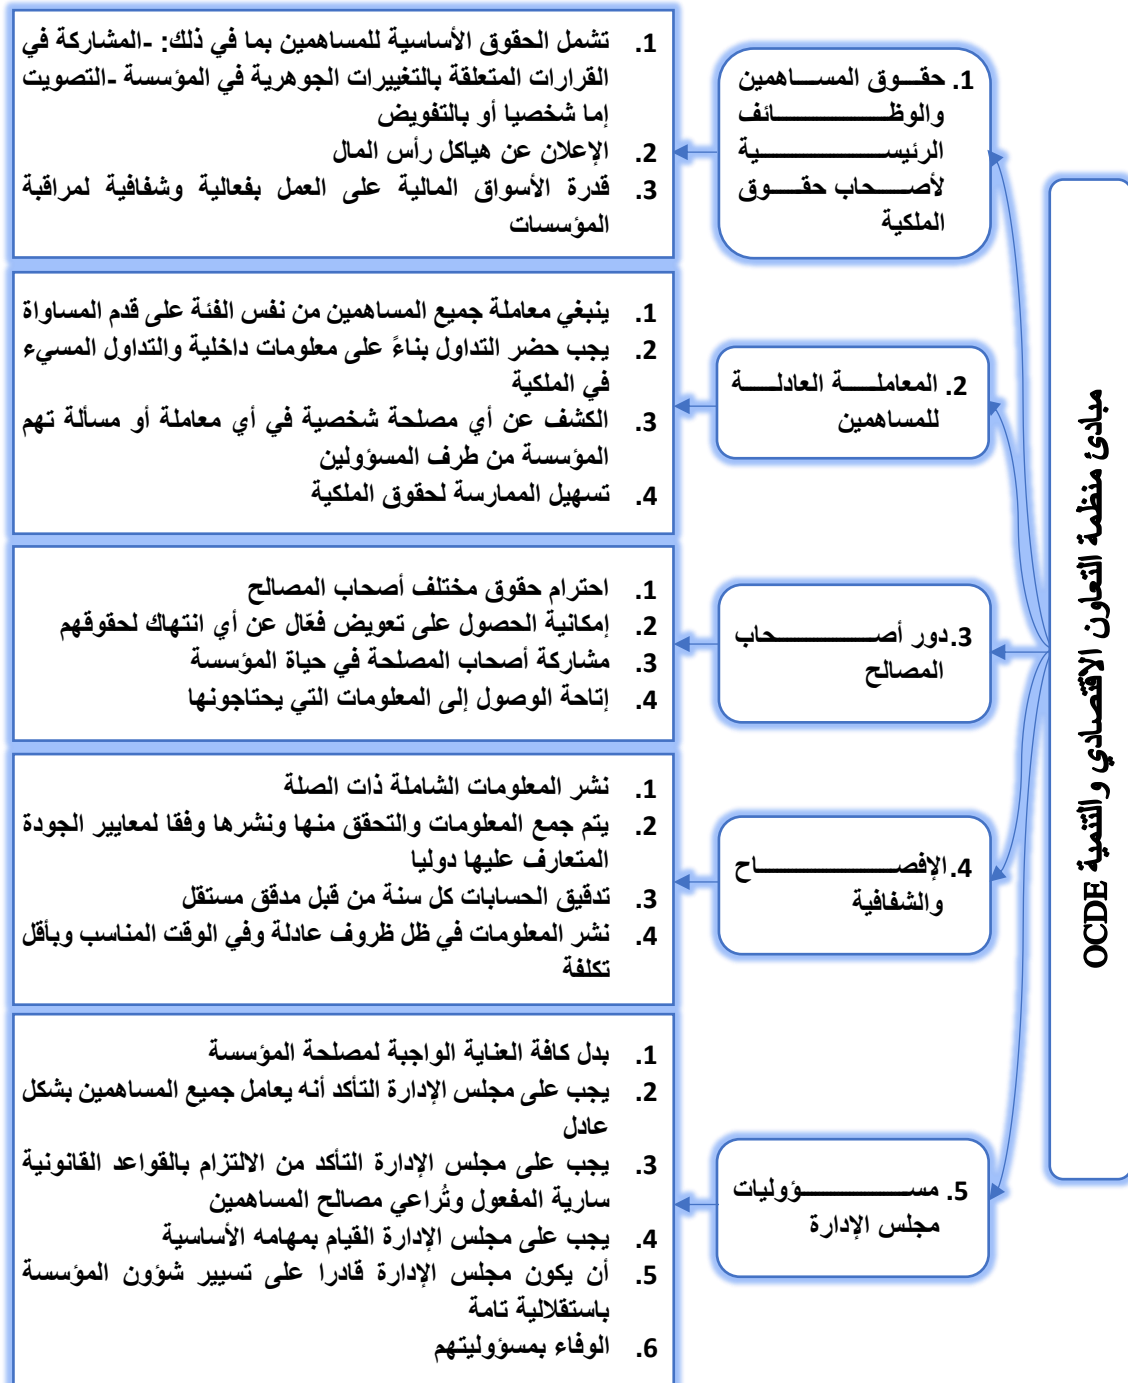 مبادئ منظمة التعاون الاقتصادي والتنمية OCDE
1. حقوق المساهمين
والوظائف
الرئيسية
لأصحاب حقوق
الملكية
1. تشمل الحقوق الأساسية للمساهمين بما في ذلك: -المشاركة في
القرارات المتعلقة بالتغييرات الجوهرية في المؤسسة -التصويت
إما شخصيا أو بالتفويض
2. الإعلان عن هياكل رأس المال
3. قدرة الأسواق المالية على العمل بفعالية وشفافية لمراقبة
المؤسسات
2. المعاملة العادلة
للمساهمين
1. ينبغي معاملة جميع المساهمين من نفس الفئة على قدم المساواة
2. يجب حضر التداول بناءً على معلومات داخلية والتداول المسيء
في الملكية
3. الكشف عن أي مصلحة شخصية في أي معاملة أو مسألة تهم
المؤسسة من طرف المسؤولين
4. تسهيل الممارسة لحقوق الملكية
3.دور أصحاب
المصالح
1. احترام حقوق مختلف أصحاب المصالح
2. إمكانية الحصول على تعويض فعّال عن أي انتهاك لحقوقهم
3. مشاركة أصحاب المصلحة في حياة المؤسسة
4. إتاحة الوصول إلى المعلومات التي يحتاجونها
4.الإفصاح
والشفافية
1. نشر المعلومات الشاملة ذات الصلة
2. يتم جمع المعلومات والتحقق منها ونشرها وفقا لمعايير الجودة
المتعارف عليها دوليا
3. تدقيق الحسابات كل سنة من قبل مدقق مستقل
4. نشر المعلومات في ظل ظروف عادلة وفي الوقت المناسب وبأقل
تكلفة
5. مسؤوليات
مجلس الإدارة
1. بدل كافة العناية الواجبة لمصلحة المؤسسة
2. يجب على مجلس الإدارة التأكد أنه يعامل جميع المساهمين بشكل
عادل
3. يجب على مجلس الإدارة التأكد من الالتزام بالقواعد القانونية
سارية المفعول وتُراعي مصالح المساهمين
4. يجب على مجلس الإدارة القيام بمهامه الأساسية
5. أن يكون مجلس الإدارة قادرا على تسيير شؤون المؤسسة
باستقلالية تامة
6. الوفاء بمسؤوليتهم